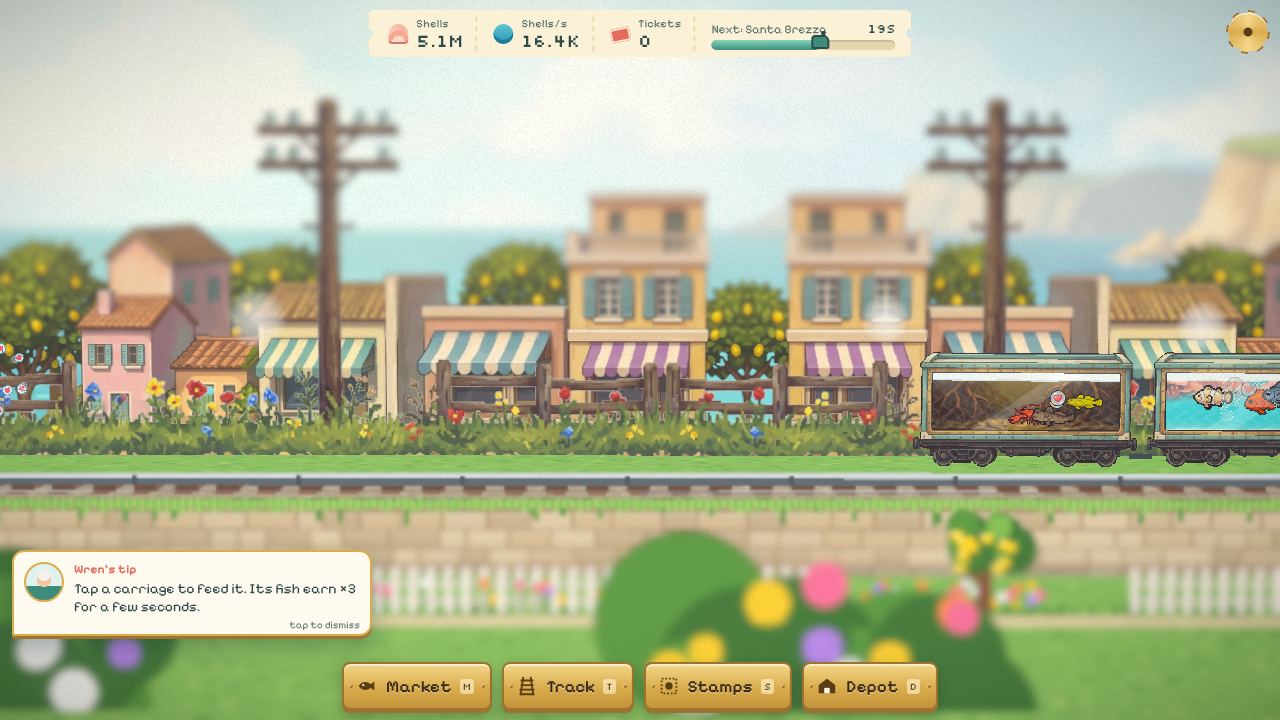 Shells
5.1M
Shells/s
16.4K
Tickets
0
Next: Santa Brezza 19S
Wren's tip
Tap a carriage to feed it. Its fish earn ×3
for a few seconds.
tap to dismiss
Market M
Track T
Stamps S
Depot D